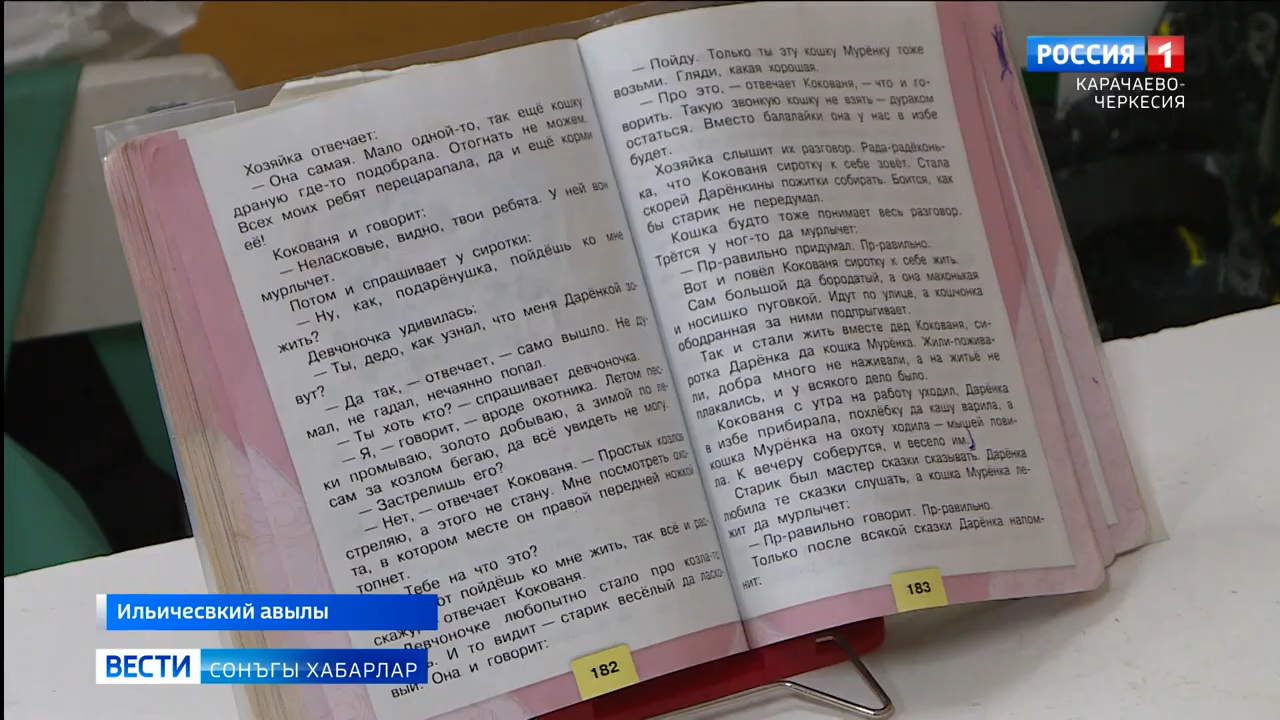 Хозяйка отвечает:
— Она самая. Мало одной-то, так ещё кошку
драную где-то подобрала. Отогнать не можем.
Всех моих ребят перецарапала, да и ещё корми
её!
Кокованя и говорит:
— Неласковые, видно, твои ребята. У ней вон
мурлычет.
Потом и спрашивает у сиротки:
— Ну, как, подарёнушка, пойдёшь ко мне
жить?
Девчоночка удивилась:
— Ты, дедо, как узнал, что меня Дарёнкой зо-
вут?
— Да так, — отвечает, — само вышло. Не ду-
мал, не гадал, нечаянно попал.
— Ты хоть кто? — спрашивает девчоночка.
— Я, — говорит, — вроде охотника. Летом пес-
ки промываю, золото добываю, а зимой по ле-
сам за козлом бегаю, да всё увидеть не могу.
— Застрелишь его?
— Нет, — отвечает Кокованя. — Простых козлов
стреляю, а этого не стану. Мне посмотреть охо-
та, в котором месте он правой передней ножкой
топнет.
Тебе на что это?
от пойдёшь ко мне жить, так всё и рас-
скажу, отвечает Кокованя.
Девчоночке любопытно стало про козла-то
И то видит — старик весёлый да ласко-
вый. Она и говорит:
182
— Пойду. Только ты эту кошку Мурёнку тоже
возьми. Гляди, какая хорошая.
— Про это, — отвечает Кокованя, — что и го-
ворить. Такую звонкую кошку не взять — дураком
остаться. Вместо балалайки она у нас в избе
будет.
Хозяйка слышит их разговор. Рада-радёхонь-
ка, что Кокованя сиротку к себе зовёт. Стала
скорей Дарёнкины пожитки собирать. Боится, как
бы старик не передумал.
Кошка будто тоже понимает весь разговор.
Трётся у ног-то да мурлычет:
— Пр-равильно придумал. Пр-равильно.
Вот и повёл Кокованя сиротку к себе жить.
Сам большой да бородатый, а она махонькая
и носишко пуговкой. Идут по улице, а кошчонка
ободранная за ними подпрыгивает.
Так и стали жить вместе дед Кокованя, си-
ротка Дарёнка да кошка Мурёнка. Жили-пожива-
ли, добра много не наживали, а на житьё не
плакались, и у всякого дело было.
Кокованя с утра на работу уходил, Дарёнка
в избе прибирала, похлёбку да кашу варила, а
кошка Мурёнка на охоту ходила — мышей лови-
ла. К вечеру соберутся, и весело им.
Старик был мастер сказки сказывать. Дарёнка
любила те сказки слушать, а кошка Мурёнка ле-
жит да мурлычет:
— Пр-равильно говорит. Пр-равильно.
Только после всякой сказки Дарёнка напом-
нит:
183
РОССИЯ 1
КАРАЧАЕВО-
ЧЕРКЕСИЯ
Ильичесвкий авылы
ВЕСТИ СОНЪГЫ ХАБАРЛАР